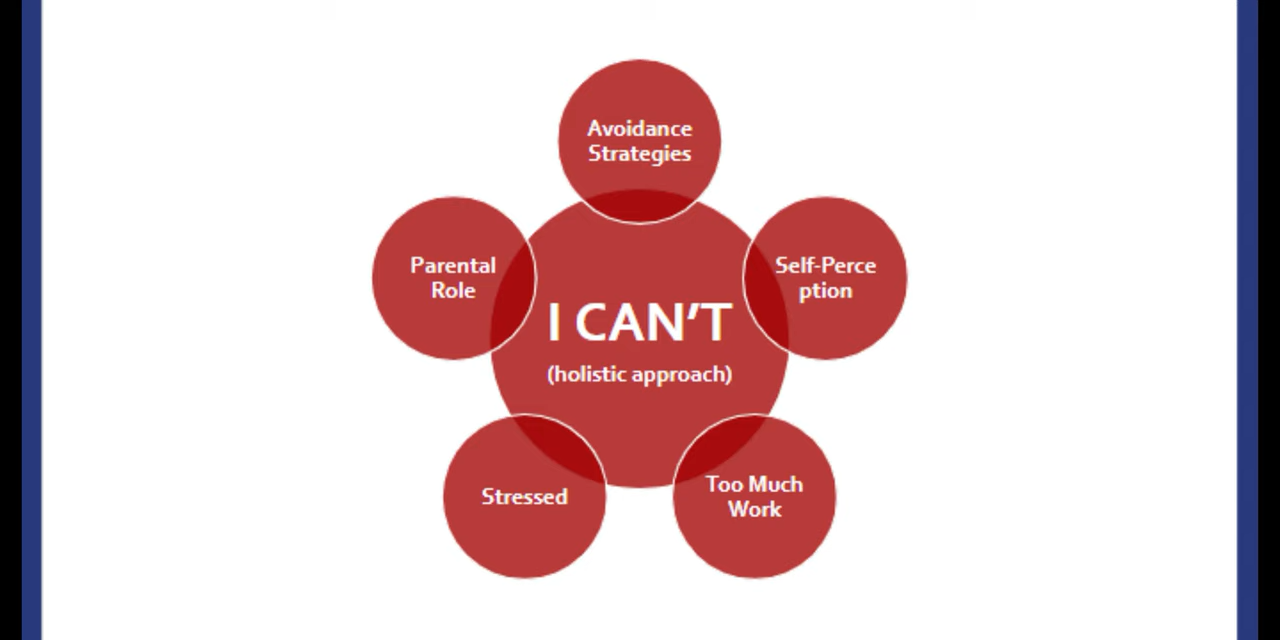 Avoidance
Strategies
Parental
Role
Self-Perce
ption
I CAN’T
(holistic approach)
Stressed
Too Much
Work